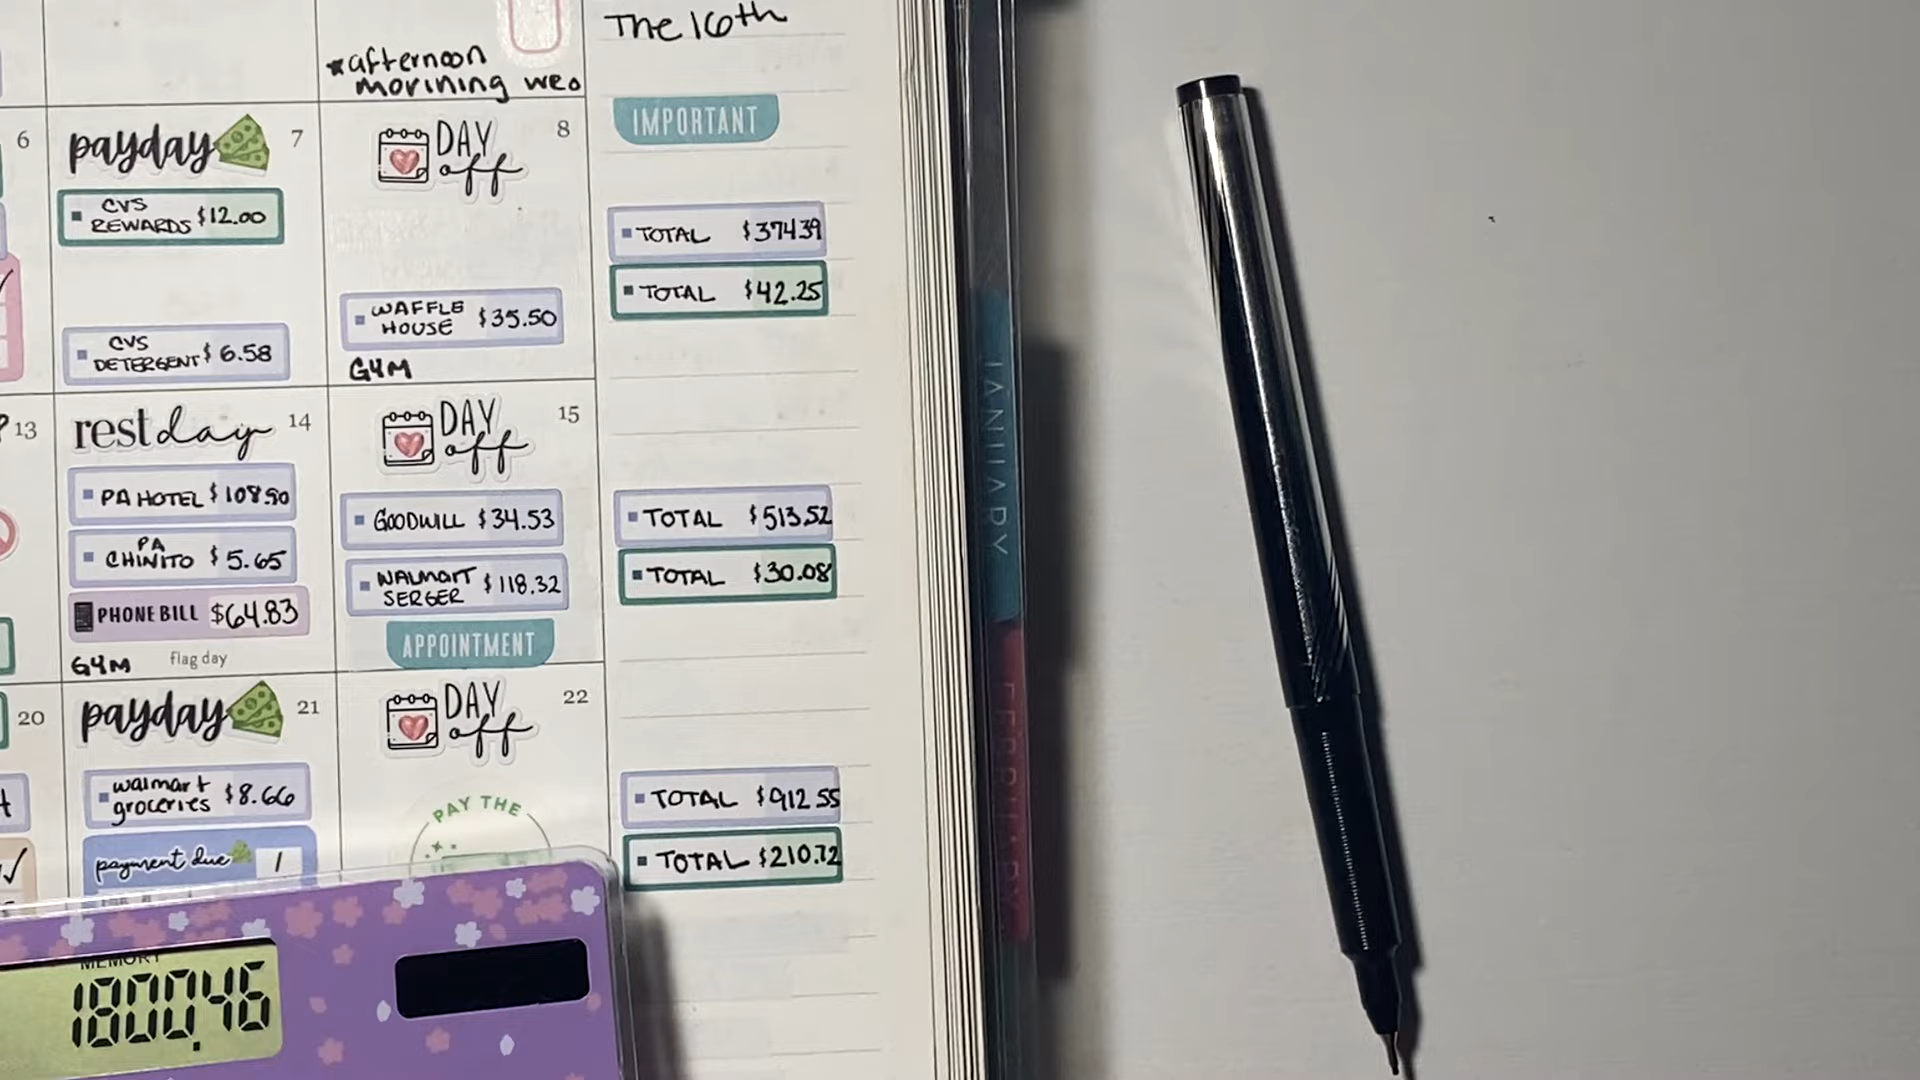 The 16th
*afternoon
morining wed
IMPORTANT
6
payday
7
CVS
REWARDS $12.00
CVS
DETERGENT $6.58
DAY
off
8
WAFFLE
HOUSE $35.50
GYM
TOTAL $374.39
TOTAL $42.25
13
rest day
14
PA HOTEL $108.90
PA
CHINITO $5.65
PHONE BILL $64.83
GYM flag day
DAY
off
15
GOODWILL $34.53
WALMART
SERGER $118.32
APPOINTMENT
TOTAL $513.52
TOTAL $30.08
20
payday
21
walmart
groceries $8.66
payment due 1
DAY
off
22
PAY THE
TOTAL $912.55
TOTAL $210.72
MEMORY
1800.46
JANUARY
FEBRUARY